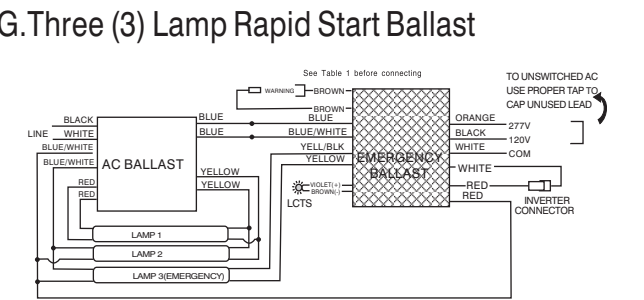 G.Three (3) Lamp Rapid Start Ballast
See Table 1 before connecting
TO UNSWITCHED AC
USE PROPER TAP TO
CAP UNUSED LEAD
WARNING
BROWN
BROWN
BLACK
LINE
WHITE
BLUE/WHITE
BLUE/WHITE
RED
RED
AC BALLAST
BLUE
BLUE
YELLOW
YELLOW
BLUE
BLUE/WHITE
YELL/BLK
YELLOW
VIOLET(+)
BROWN(-)
LCTS
EMERGENCY
BALLAST
ORANGE
277V
BLACK
120V
WHITE
COM
WHITE
RED
RED
INVERTER
CONNECTOR
LAMP 1
LAMP 2
LAMP 3(EMERGENCY)